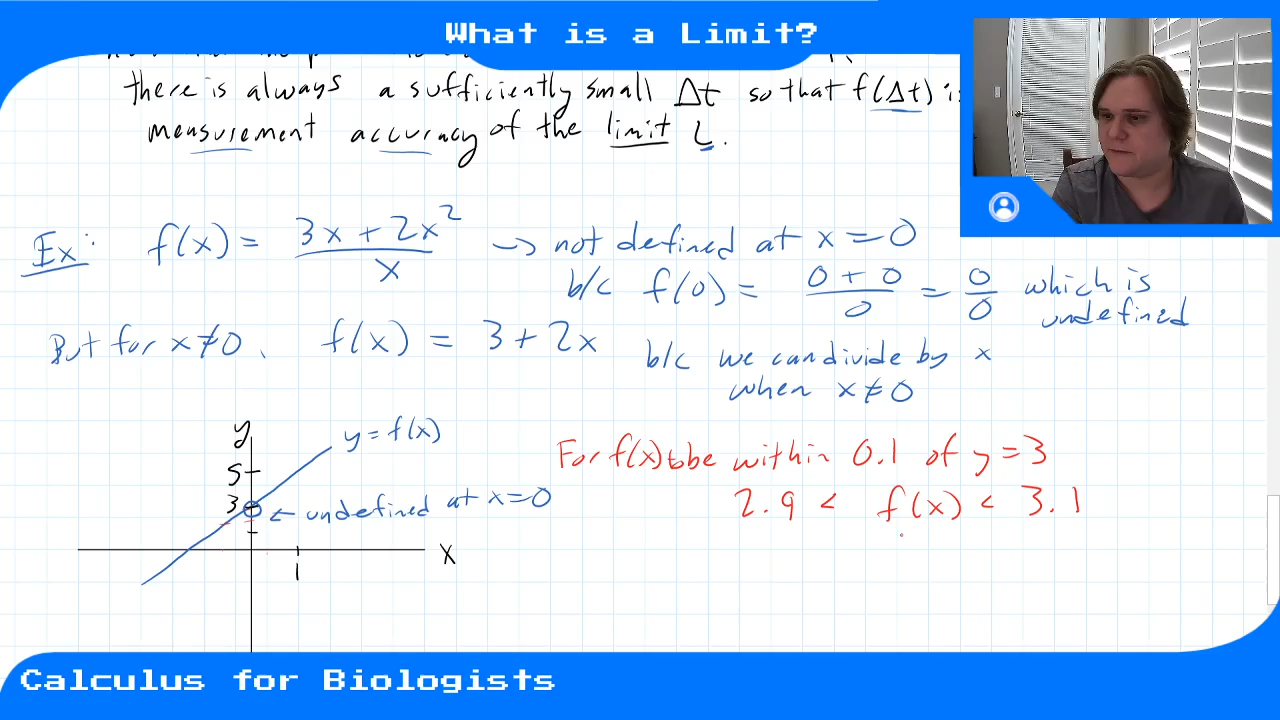 What is a Limit?
there is always a sufficiently small Δt so that f(Δt) is
measurement accuracy of the limit L.
Ex: f(x) = (3x + 2x²)/x → not defined at x = 0
b/c f(0) = (0 + 0)/0 = 0/0 which is undefined
But for x ≠ 0, f(x) = 3 + 2x
b/c we can divide by x
when x ≠ 0
y
y = f(x)
5
3
← undefined at x = 0
x
1
For f(x) to be within 0.1 of y = 3
2.9 < f(x) < 3.1
Calculus for Biologists